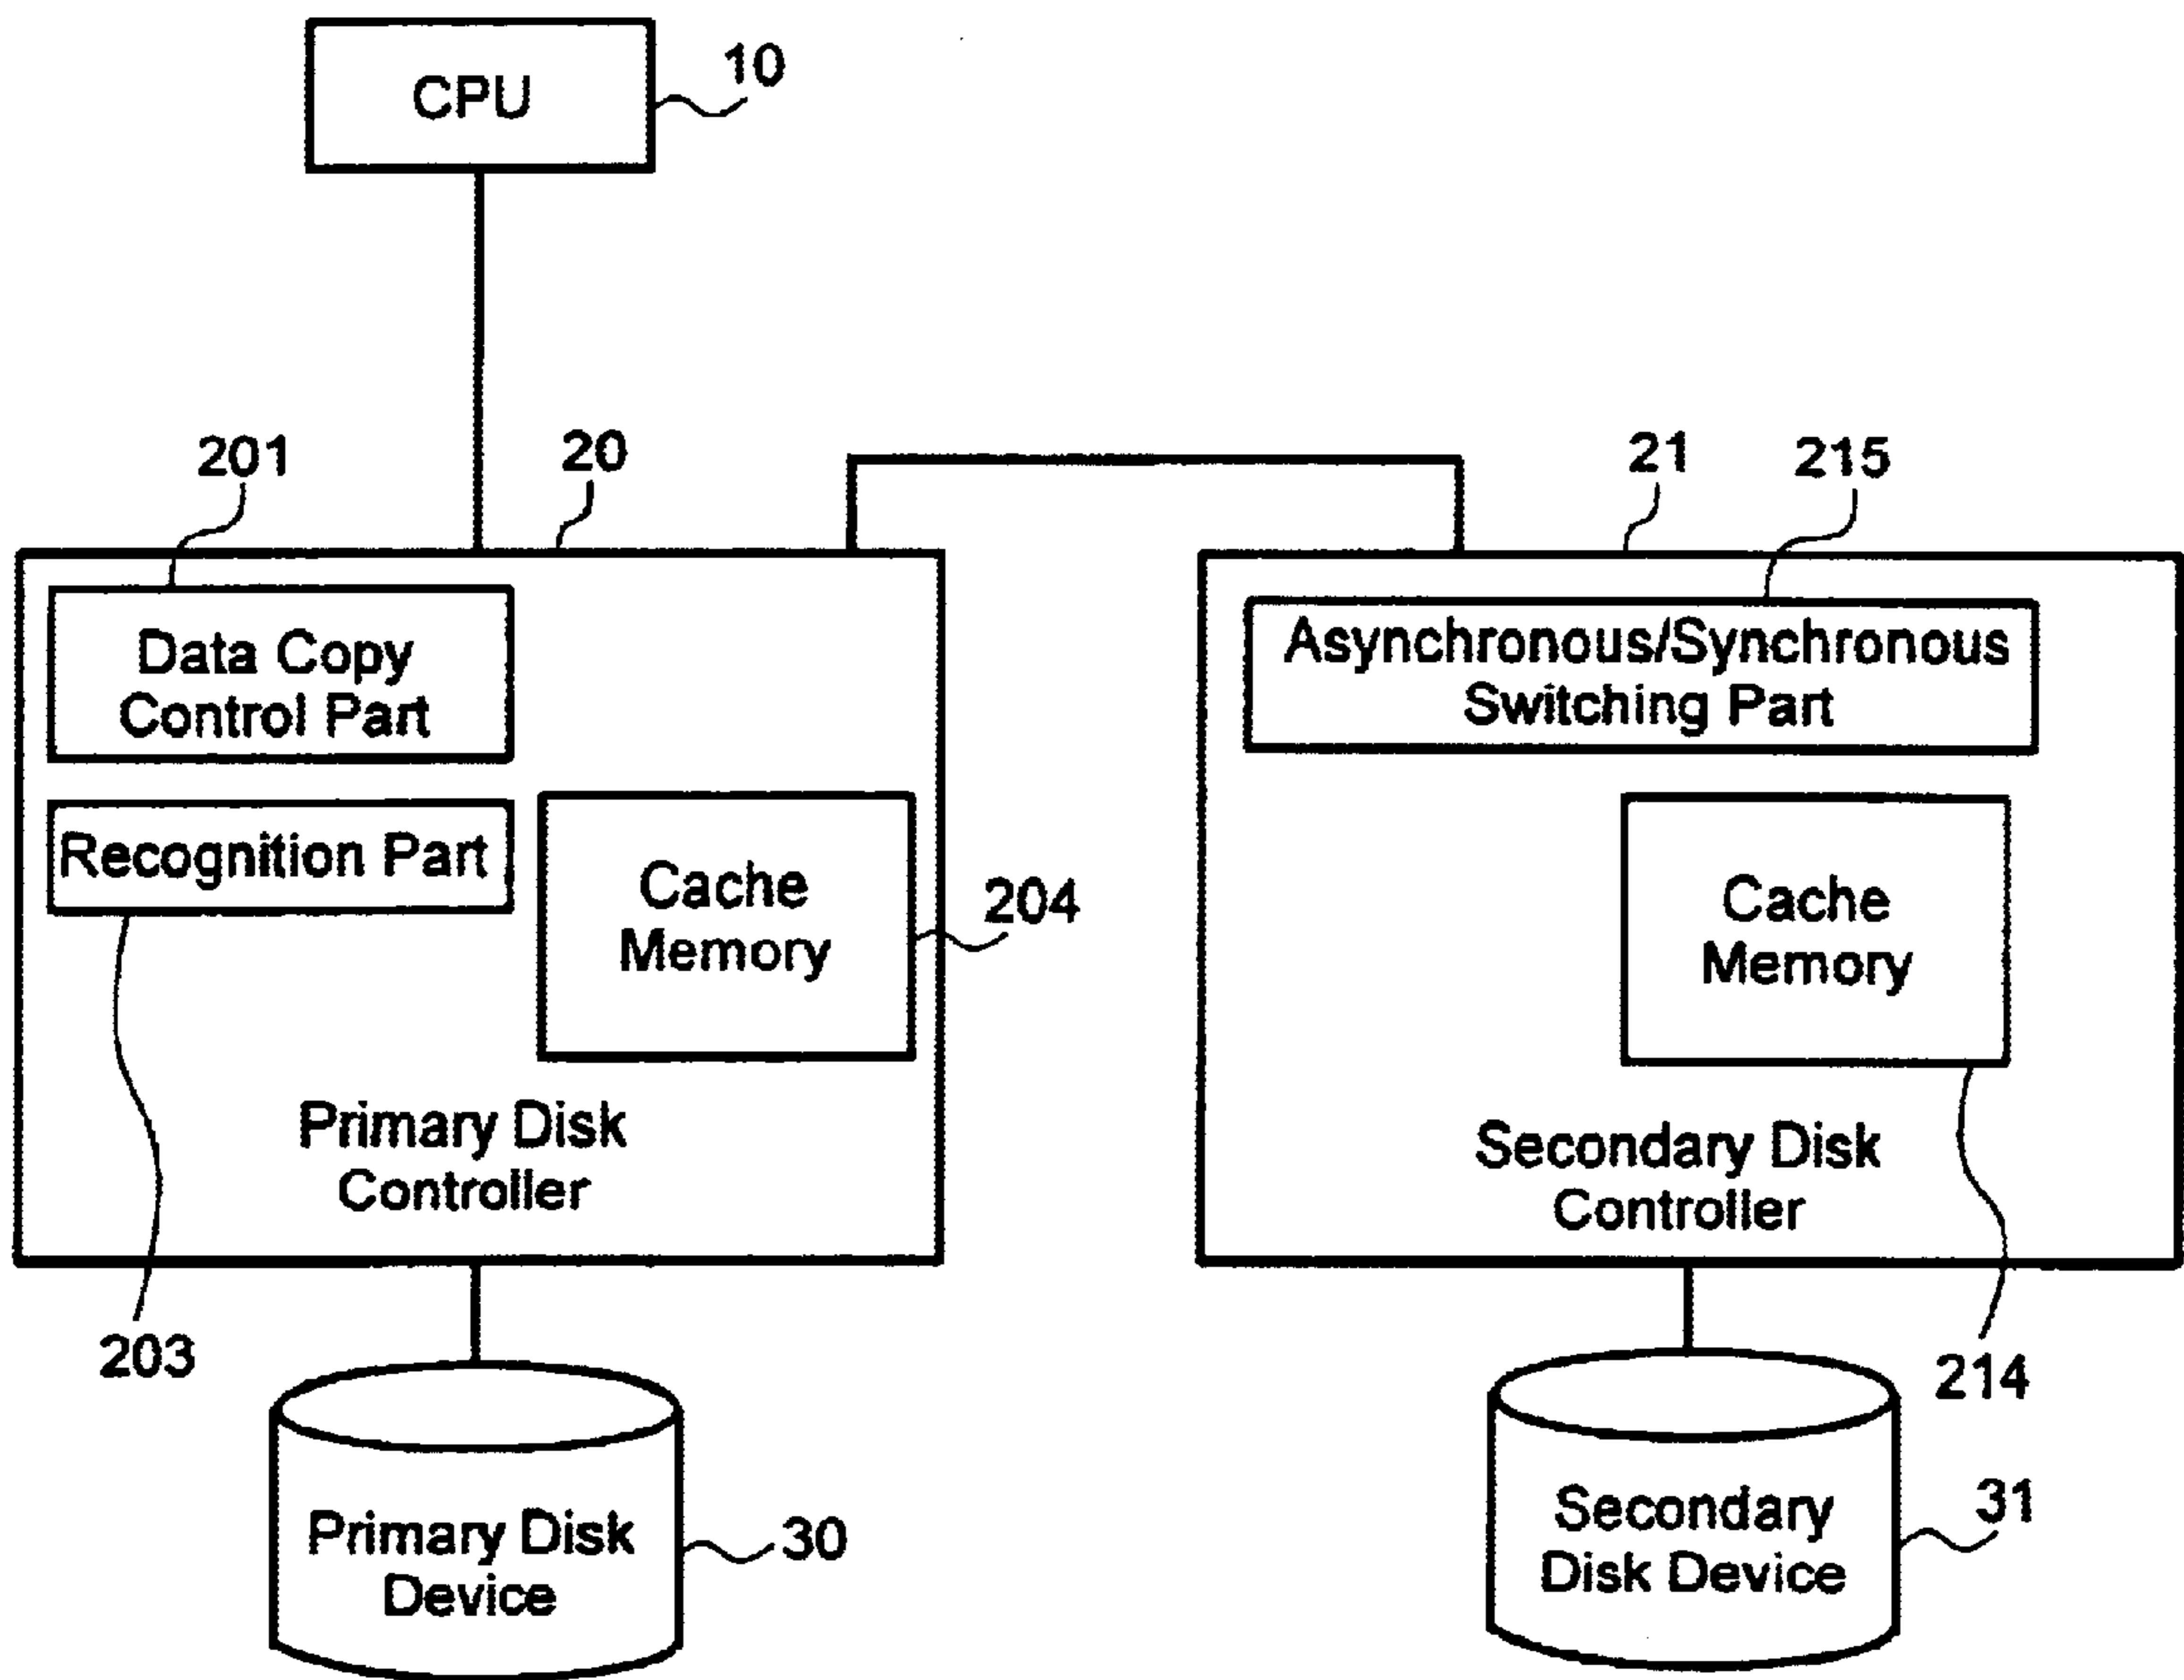 CPU
10
201
20
21
215
Data Copy
Control Part
Asynchronous/Synchronous
Switching Part
Recognition Part
Cache
Memory
204
Cache
Memory
Primary Disk
Controller
Secondary Disk
Controller
203
214
Primary Disk
Device
30
Secondary
Disk Device
31